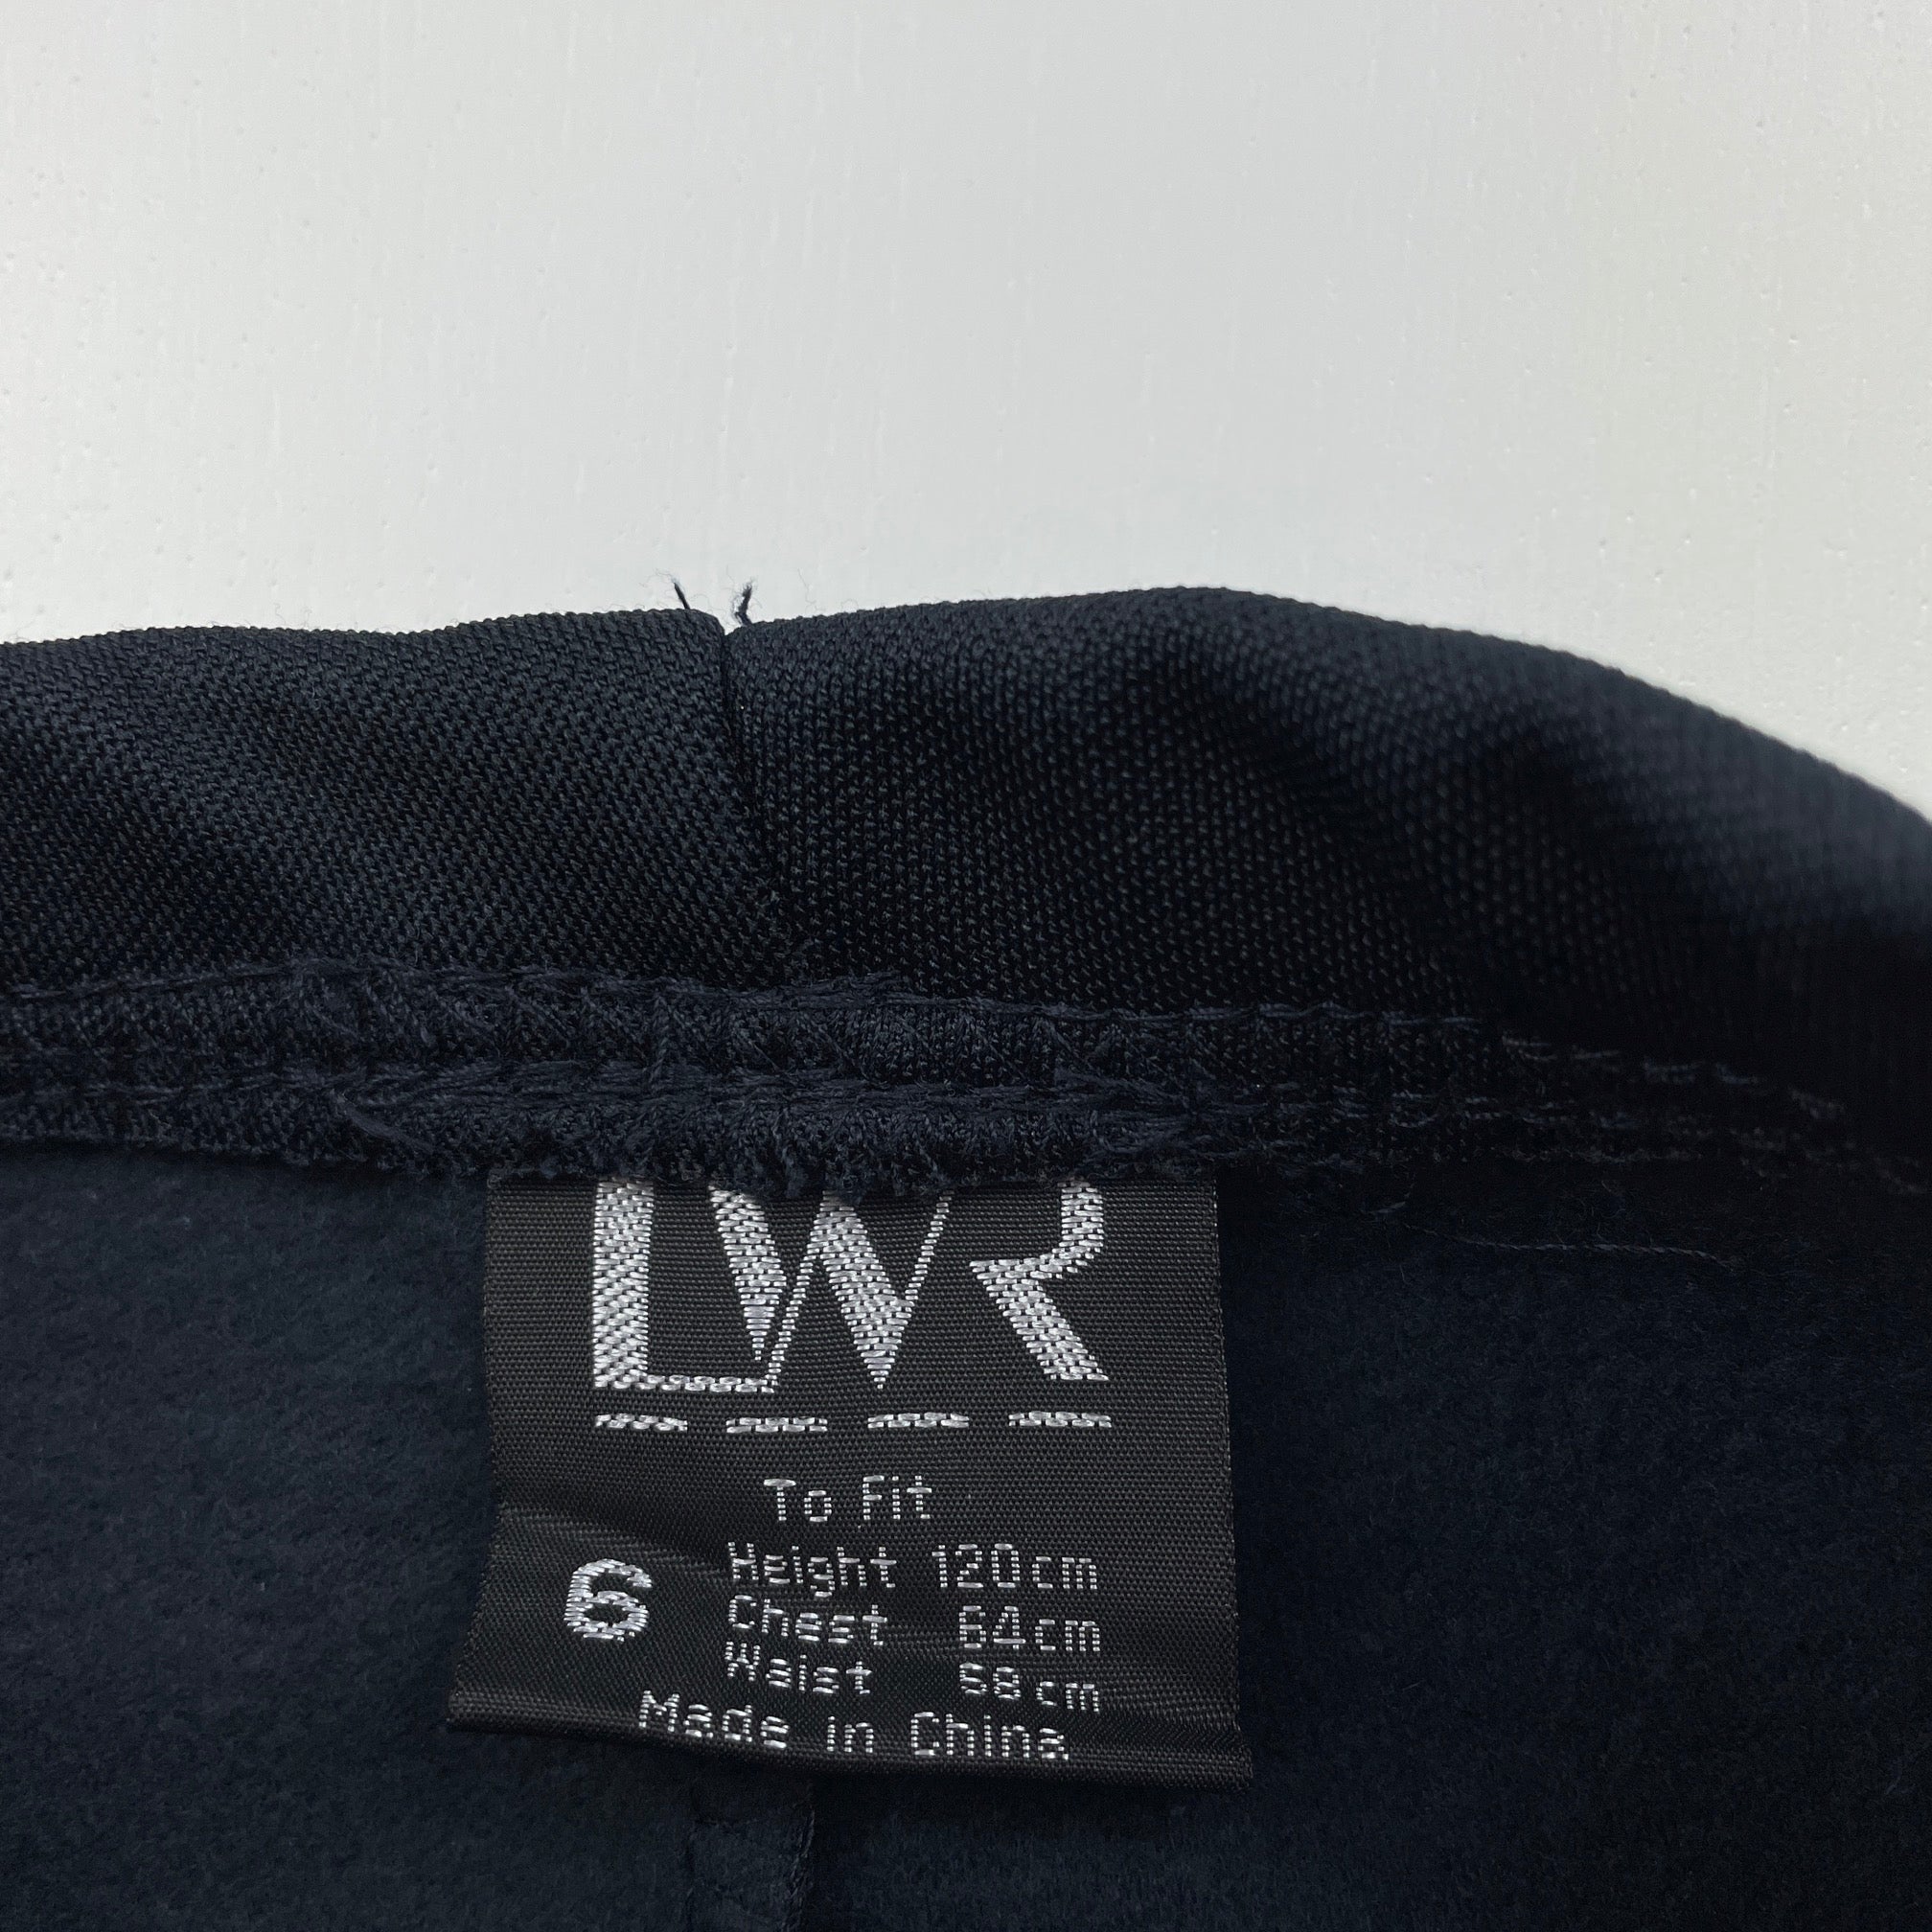 LWR
To Fit
6
Height 120cm
Chest 64cm
Waist 58cm
Made in China